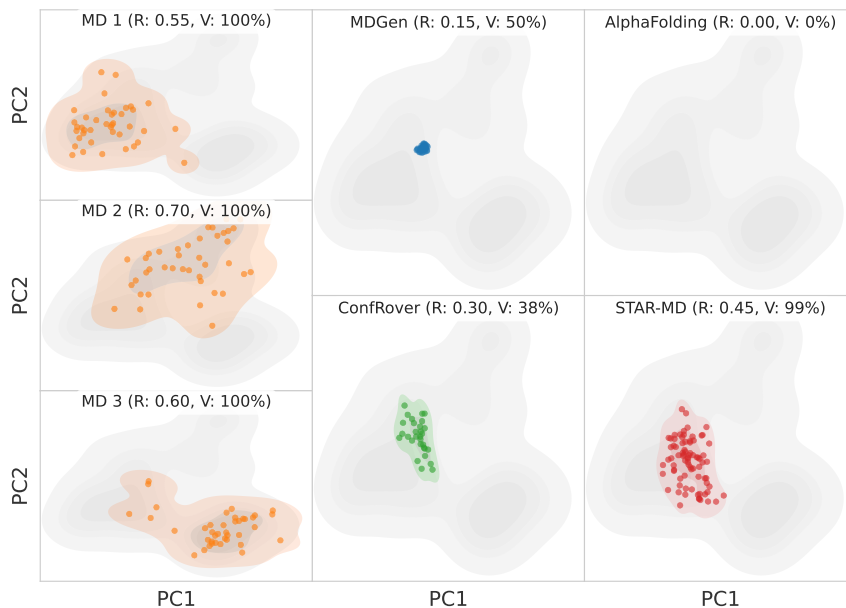 MD 1 (R: 0.55, V: 100%)
MDGen (R: 0.15, V: 50%)
AlphaFolding (R: 0.00, V: 0%)
PC2
MD 2 (R: 0.70, V: 100%)
PC2
ConfRover (R: 0.30, V: 38%)
STAR-MD (R: 0.45, V: 99%)
MD 3 (R: 0.60, V: 100%)
PC2
PC1
PC1
PC1